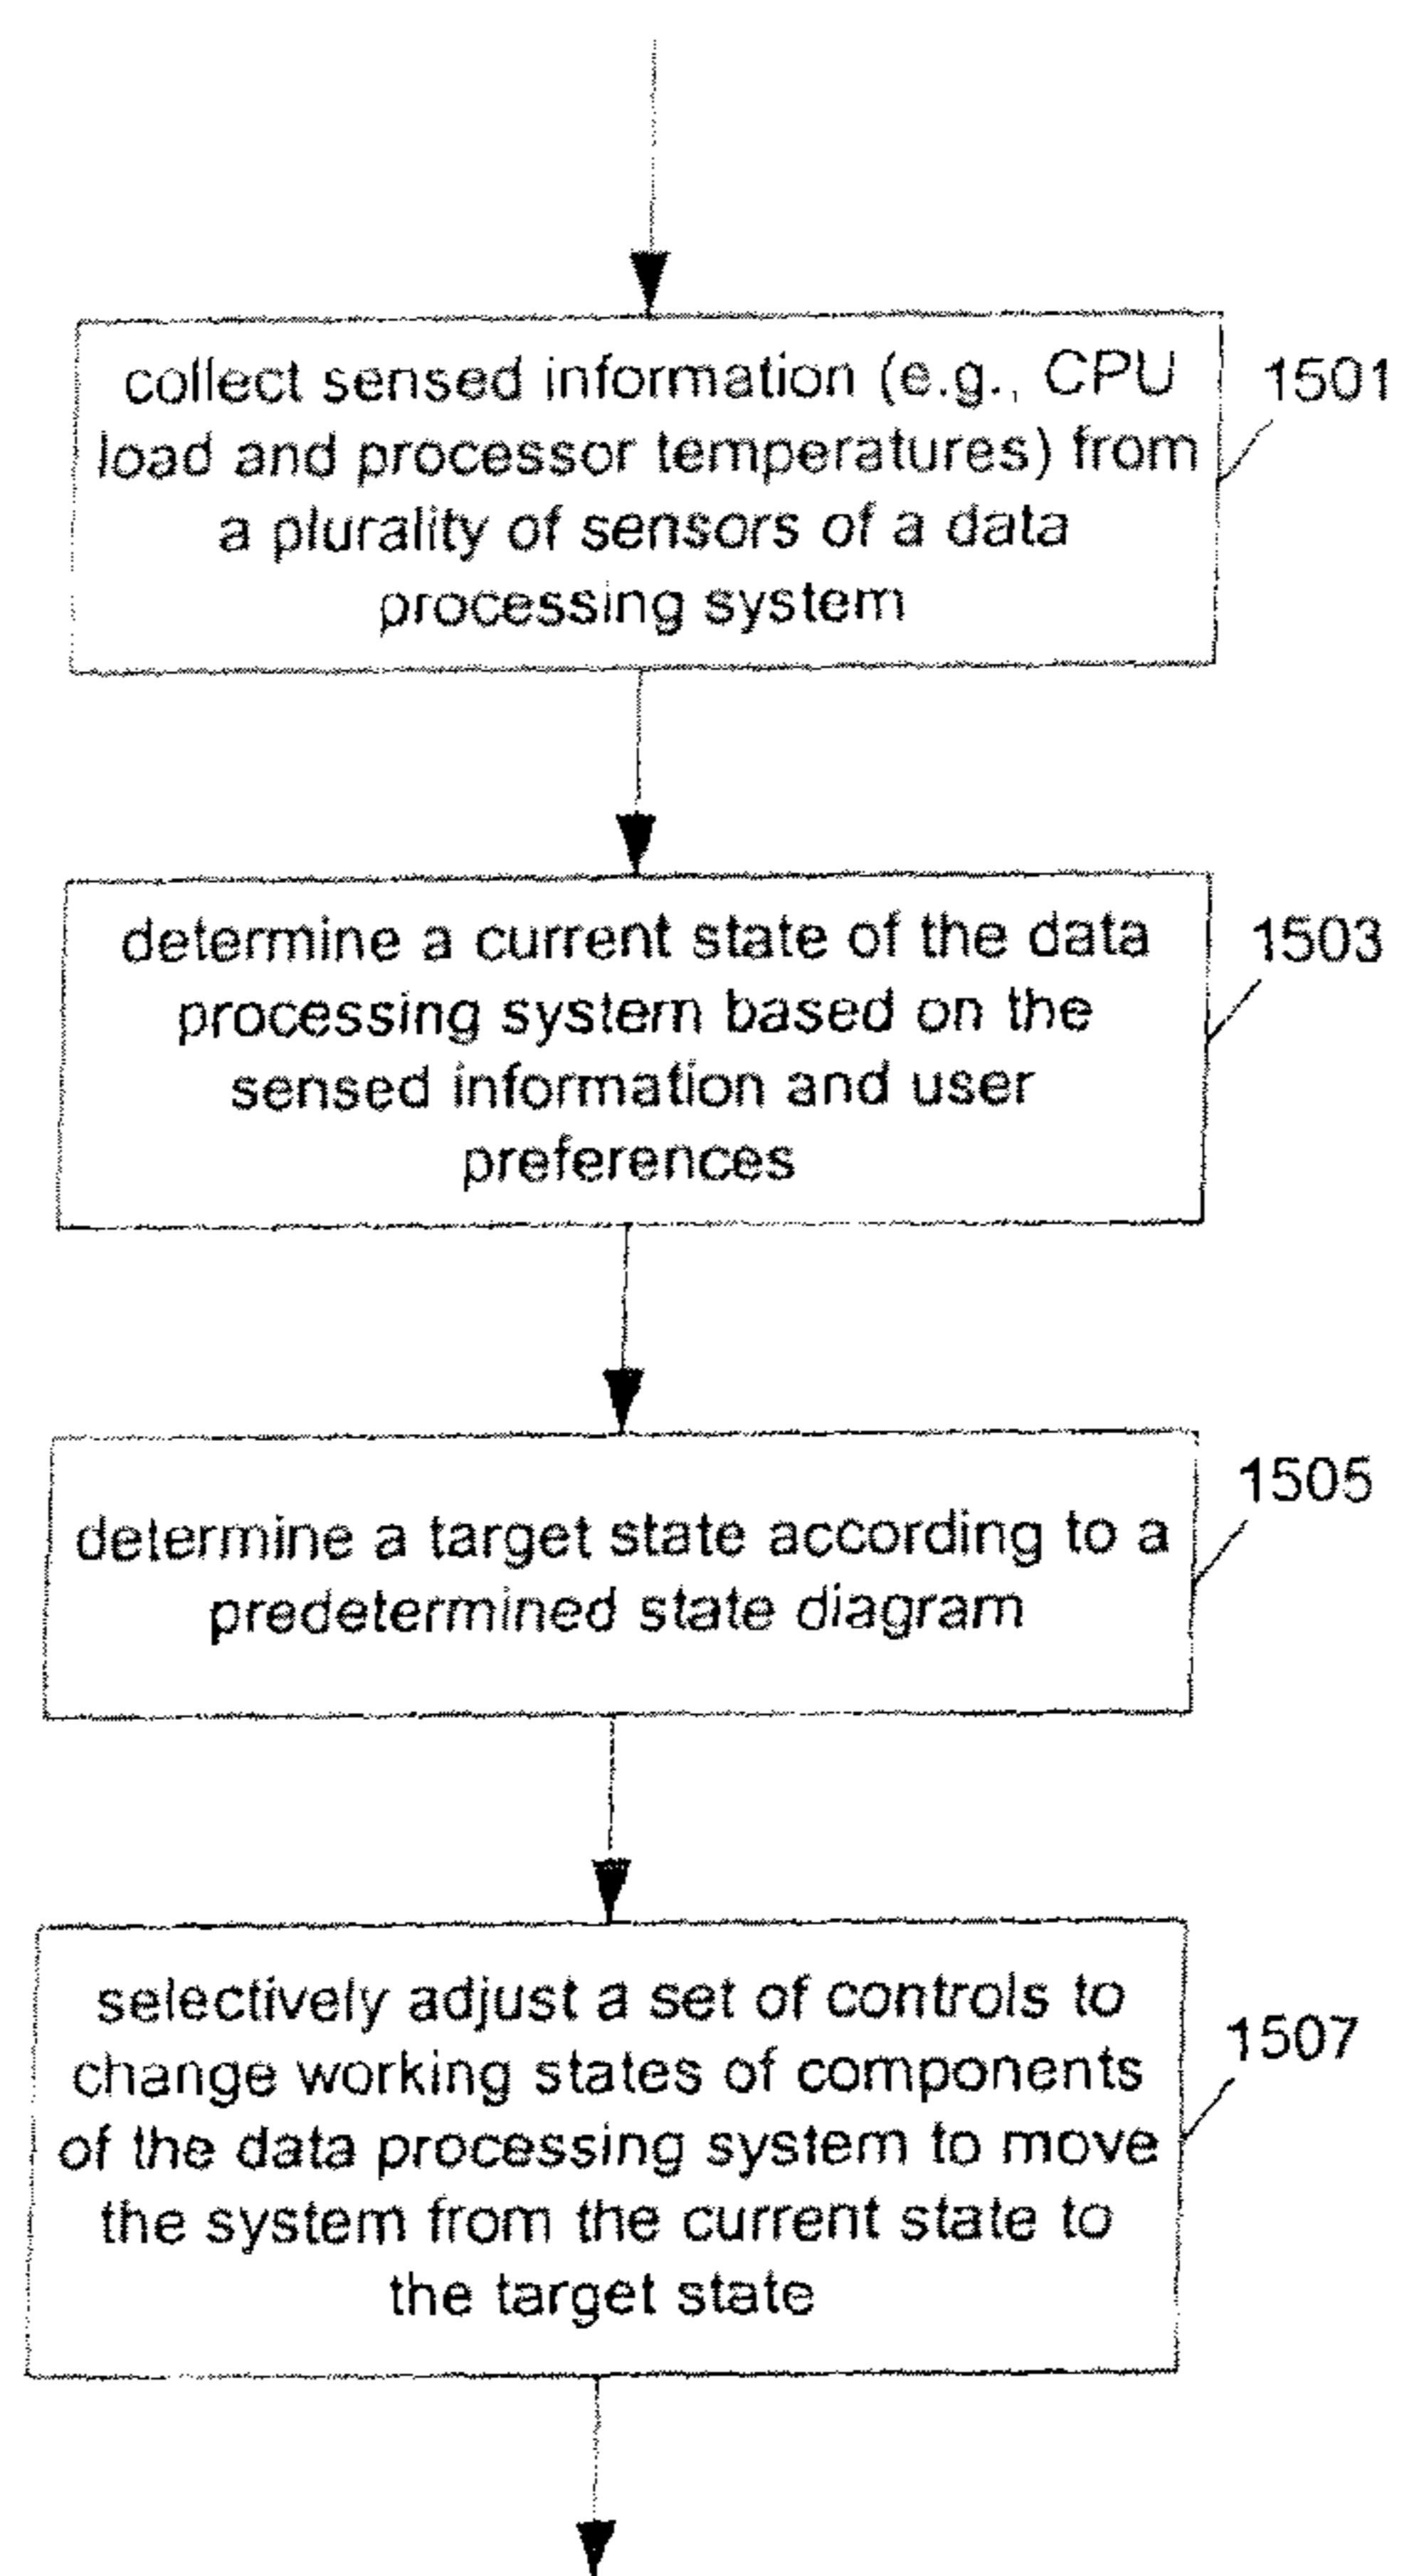 collect sensed information (e.g., CPU
load and processor temperatures) from
a plurality of sensors of a data
processing system
1501
determine a current state of the data
processing system based on the
sensed information and user
preferences
1503
determine a target state according to a
predetermined state diagram
1505
selectively adjust a set of controls to
change working states of components
of the data processing system to move
the system from the current state to
the target state
1507